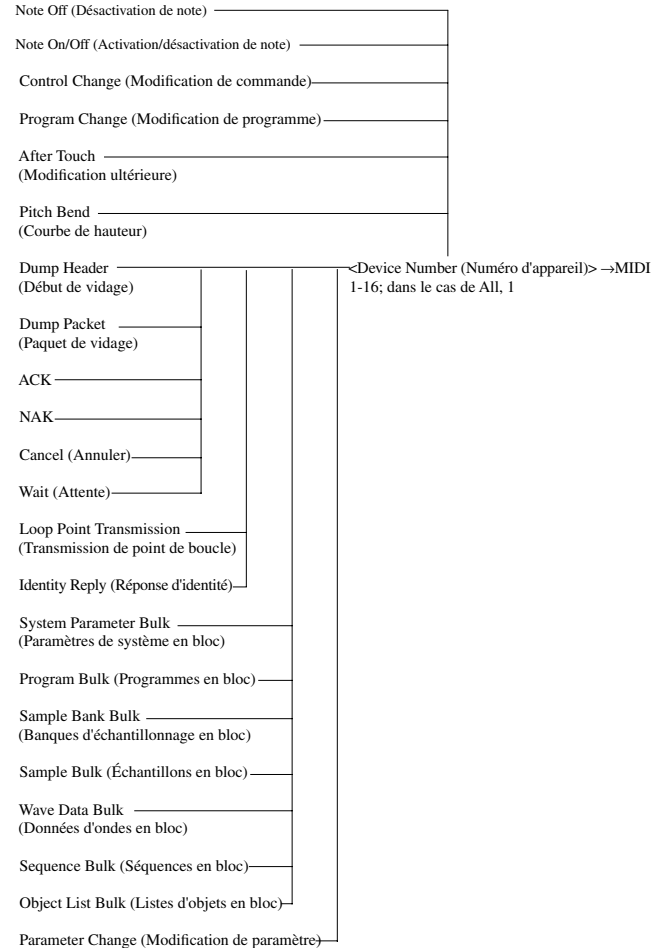 Note Off (Désactivation de note)
Note On/Off (Activation/désactivation de note)
Control Change (Modification de commande)
Program Change (Modification de programme)
After Touch
(Modification ultérieure)
Pitch Bend
(Courbe de hauteur)
Dump Header
(Début de vidage)
<Device Number (Numéro d'appareil)> →MIDI
1-16; dans le cas de All, 1
Dump Packet
(Paquet de vidage)
ACK
NAK
Cancel (Annuler)
Wait (Attente)
Loop Point Transmission
(Transmission de point de boucle)
Identity Reply (Réponse d'identité)
System Parameter Bulk
(Paramètres de système en bloc)
Program Bulk (Programmes en bloc)
Sample Bank Bulk
(Banques d'échantillonnage en bloc)
Sample Bulk (Échantillons en bloc)
Wave Data Bulk
(Données d'ondes en bloc)
Sequence Bulk (Séquences en bloc)
Object List Bulk (Listes d'objets en bloc)
Parameter Change (Modification de paramètre)